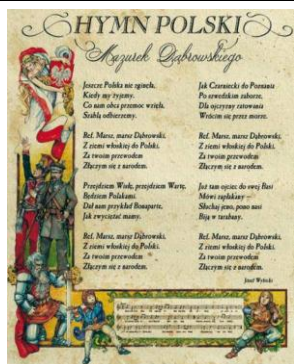 HYMN POLSKI
Mazurek Dąbrowskiego
Jeszcze Polska nie zginęła,
Kiedy my żyjemy.
Co nam obca przemoc wzięła,
Szablą odbierzemy.
Ref. Marsz, marsz Dąbrowski,
Z ziemi włoskiej do Polski.
Za twoim przewodem
Złączym się z narodem.
Przejdziem Wisłę, przejdziem Wartę,
Będziem Polakami.
Dał nam przykład Bonaparte,
Jak zwyciężać mamy.
Ref. Marsz, marsz Dąbrowski,
Z ziemi włoskiej do Polski.
Za twoim przewodem
Złączym się z narodem.
Jak Czarniecki do Poznania
Po szwedzkim zaborze,
Dla ojczyzny ratowania
Wrócim się przez morze.
Ref. Marsz, marsz Dąbrowski,
Z ziemi włoskiej do Polski.
Za twoim przewodem
Złączym się z narodem.
Już tam ojciec do swej Basi
Mówi zapłakany –
Słuchaj jeno, pono nasi
Biją w tarabany.
Ref. Marsz, marsz Dąbrowski,
Z ziemi włoskiej do Polski.
Za twoim przewodem
Złączym się z narodem.
Józef Wybicki